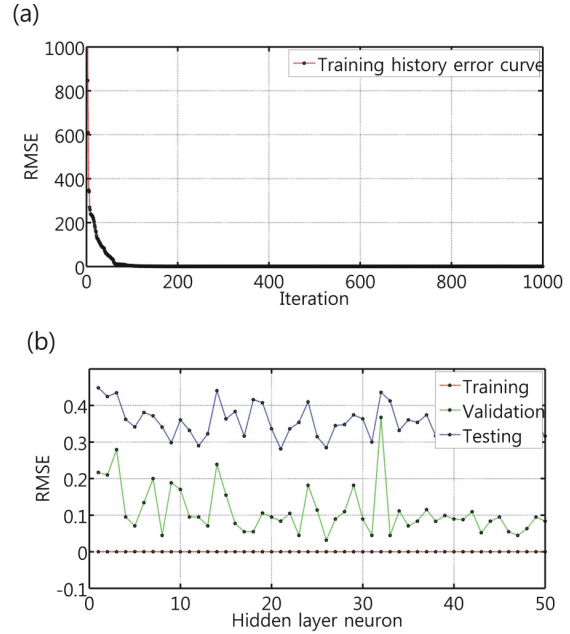 (a)
1000
800
600
400
200
0
RMSE
Training history error curve
0 200 400 600 800 1000
Iteration
(b)
0.4
0.3
0.2
0.1
0
-0.1
RMSE
Training
Validation
Testing
0 10 20 30 40 50
Hidden layer neuron